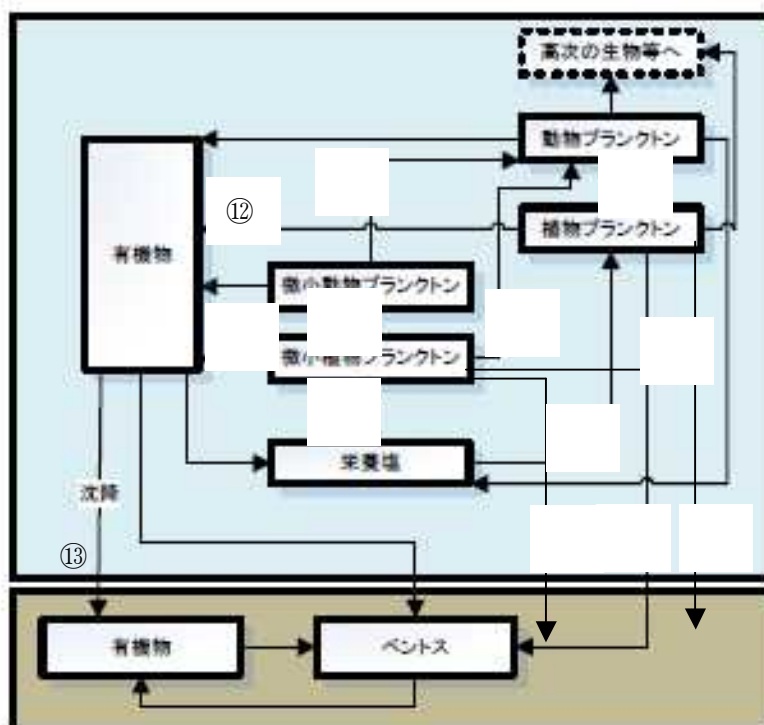 高次の生物等へ
動物プランクトン
⑫
植物プランクトン
有機物
微小動物プランクトン
微小植物プランクトン
栄養塩
沈降
⑬
有機物
ベントス